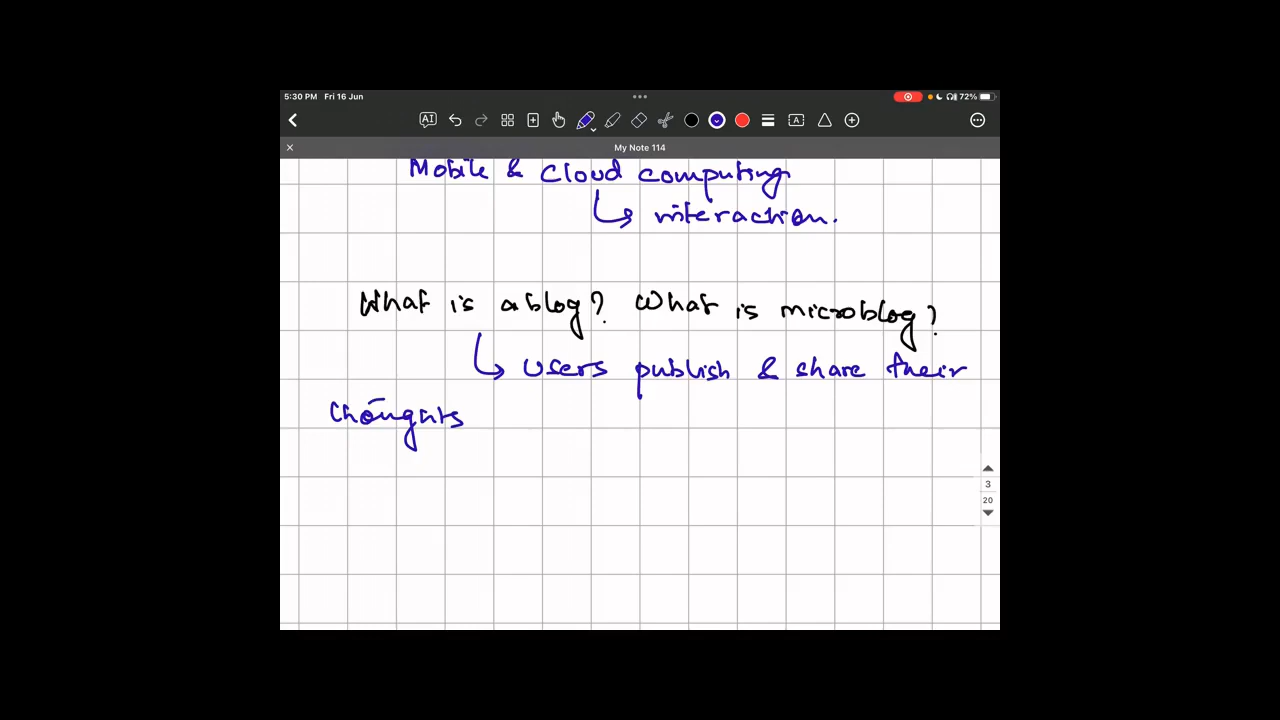 5:30 PM Fri 16 Jun
72%
AI
A
My Note 114
Mobile & Cloud computing
interaction.
What is a blog? What is microblog?
users publish & share their
thoughts
3
20